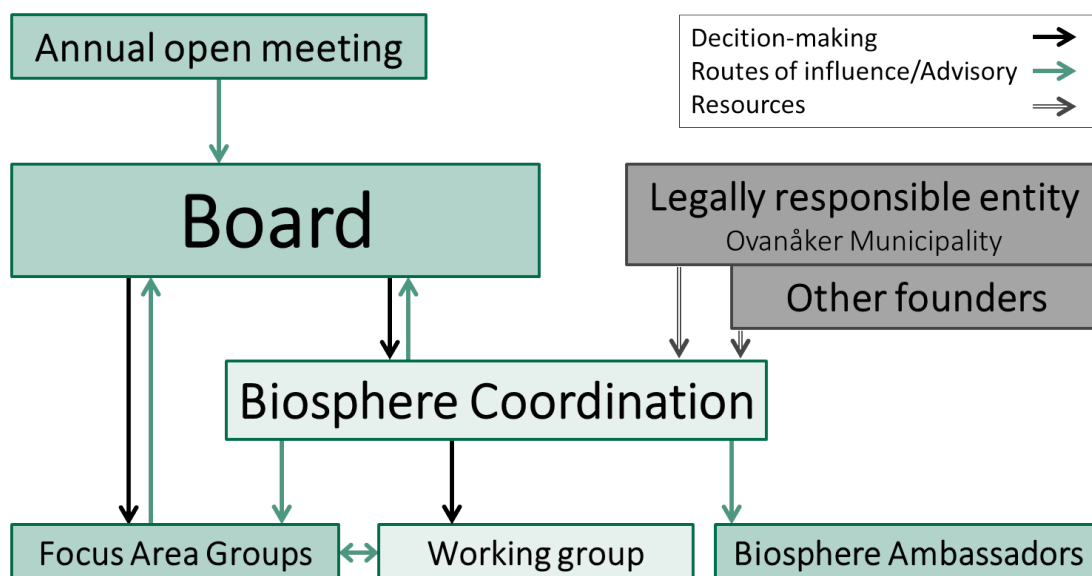 Annual open meeting
Decition-making
Routes of influence/Advisory
Resources
Board
Legally responsible entity
Ovanåker Municipality
Other founders
Biosphere Coordination
Focus Area Groups
Working group
Biosphere Ambassadors